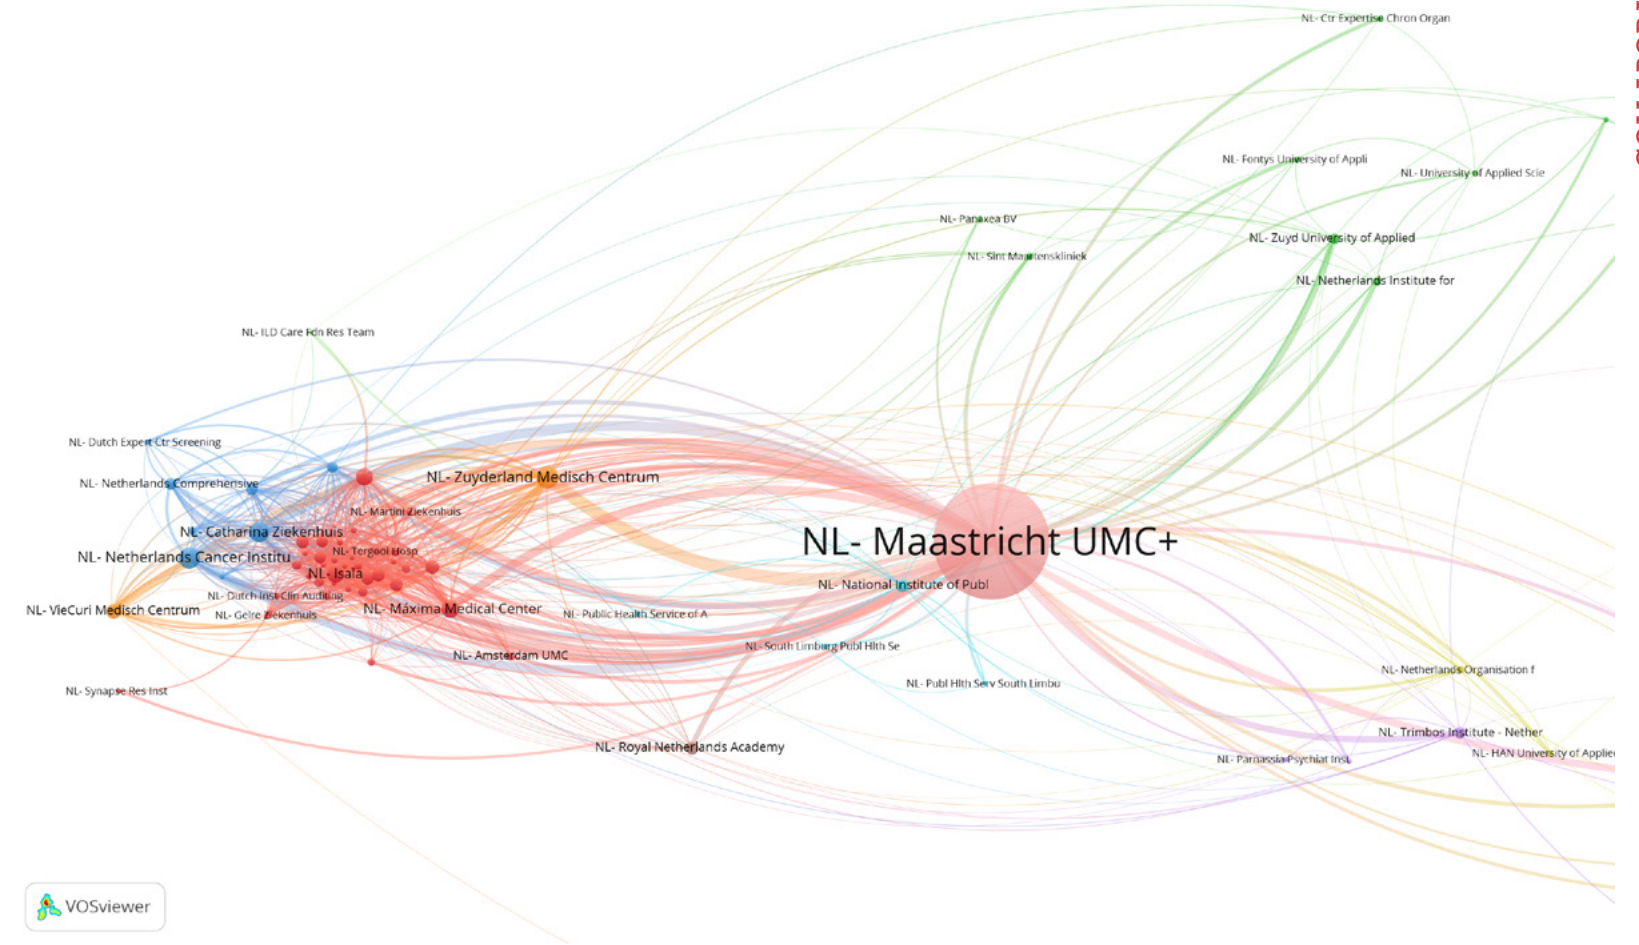 NL- Ctr Expertise Chron Organ
NL- Fontys University of Appli
NL- University of Applied Scie
NL- Panaxea BV
NL- Zuyd University of Applied
NL- Sint Maartenskliniek
NL- Netherlands Institute for
NL- ILD Care Fdn Res Team
NL- Dutch Expert Ctr Screening
NL- Zuyderland Medisch Centrum
NL- Netherlands Comprehensive
NL- Martini Ziekenhuis
NL- Catharina Ziekenhuis
NL- Maastricht UMC+
NL- Tergooi Hosp
NL- Netherlands Cancer Institu
NL- Isala
NL- National Institute of Publ
NL- Dutch Inst Clin Auditing
NL- VieCuri Medisch Centrum
NL- Máxima Medical Center
NL- Gelre Ziekenhuis
NL- Public Health Service of A
NL- South Limburg Publ Hlth Se
NL- Amsterdam UMC
NL- Netherlands Organisation f
NL- Publ Hlth Serv South Limbu
NL- Synapse Res Inst
NL- Trimbos Institute - Nether
NL- Royal Netherlands Academy
NL- HAN University of Applie
NL- Parnassia Psychiat Inst
VOSviewer